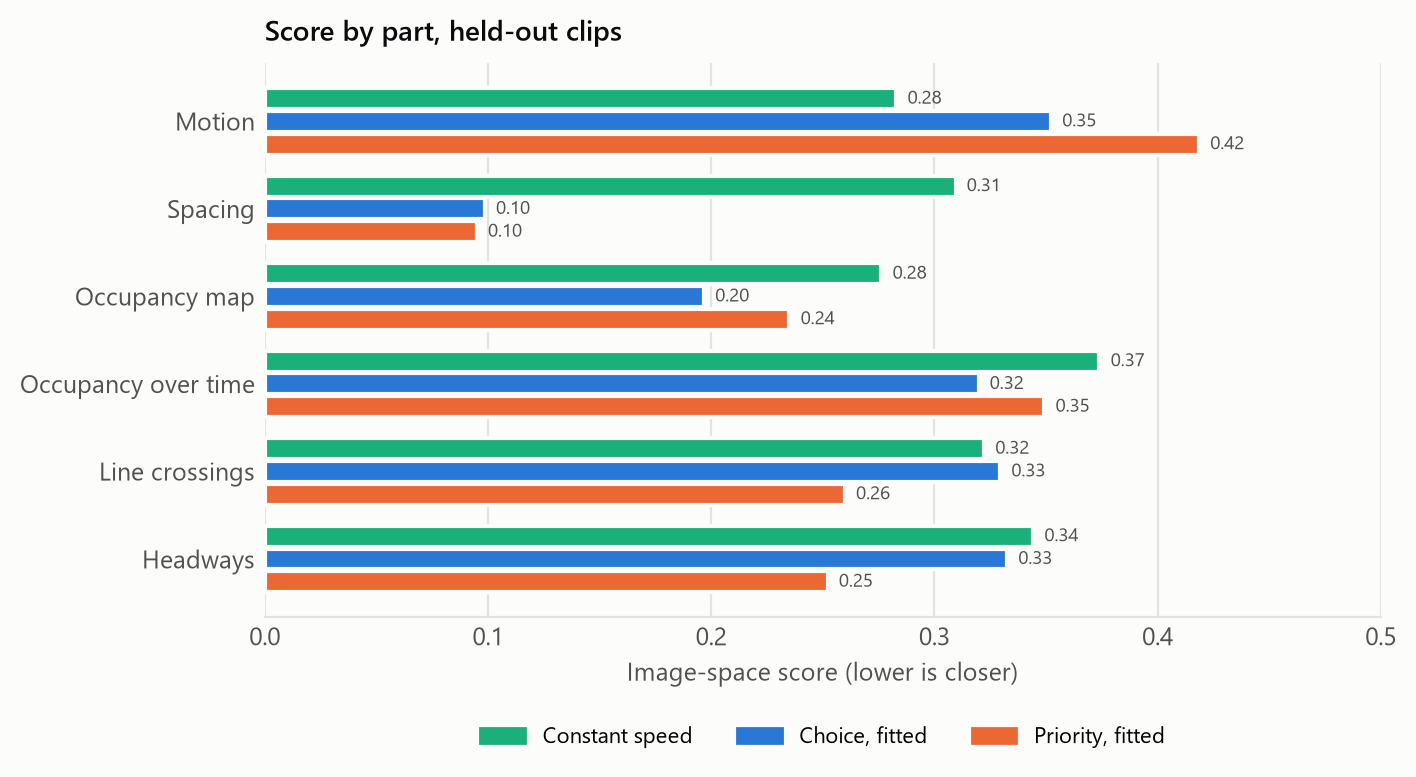 Score by part, held-out clips
Motion
0.28
0.35
0.42
Spacing
0.31
0.10
0.10
Occupancy map
0.28
0.20
0.24
Occupancy over time
0.37
0.32
0.35
Line crossings
0.32
0.33
0.26
Headways
0.34
0.33
0.25
0.0 0.1 0.2 0.3 0.4 0.5
Image-space score (lower is closer)
Constant speed Choice, fitted Priority, fitted